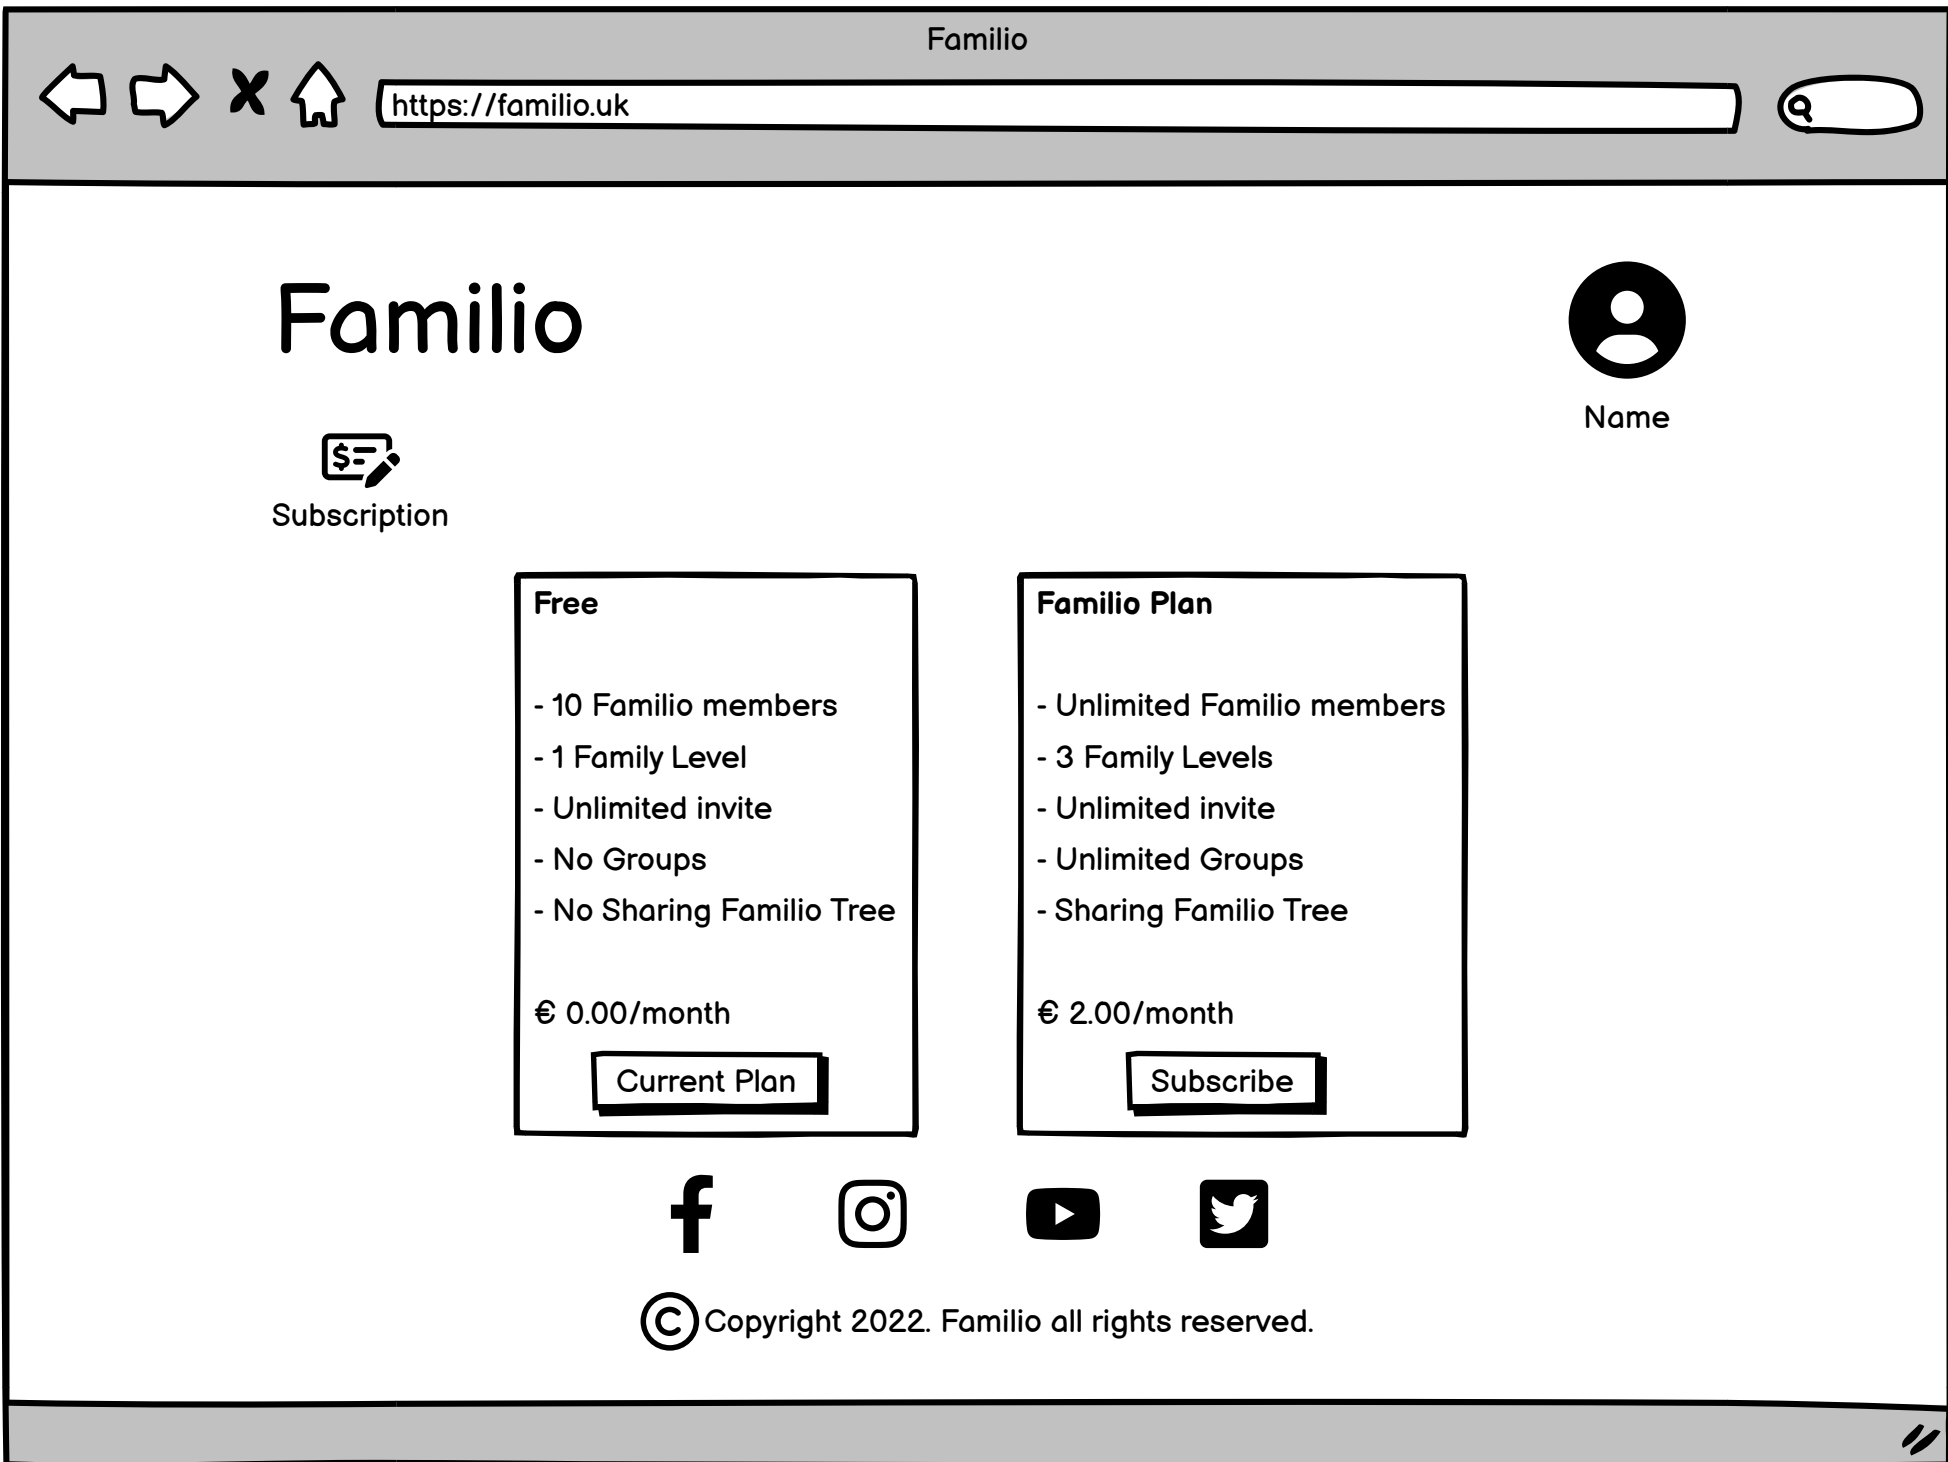 Familio
https://familio.uk
Familio
Name
Subscription
Free
- 10 Familio members
- 1 Family Level
- Unlimited invite
- No Groups
- No Sharing Familio Tree
€ 0.00/month
Current Plan
Familio Plan
- Unlimited Familio members
- 3 Family Levels
- Unlimited invite
- Unlimited Groups
- Sharing Familio Tree
€ 2.00/month
Subscribe
© Copyright 2022. Familio all rights reserved.